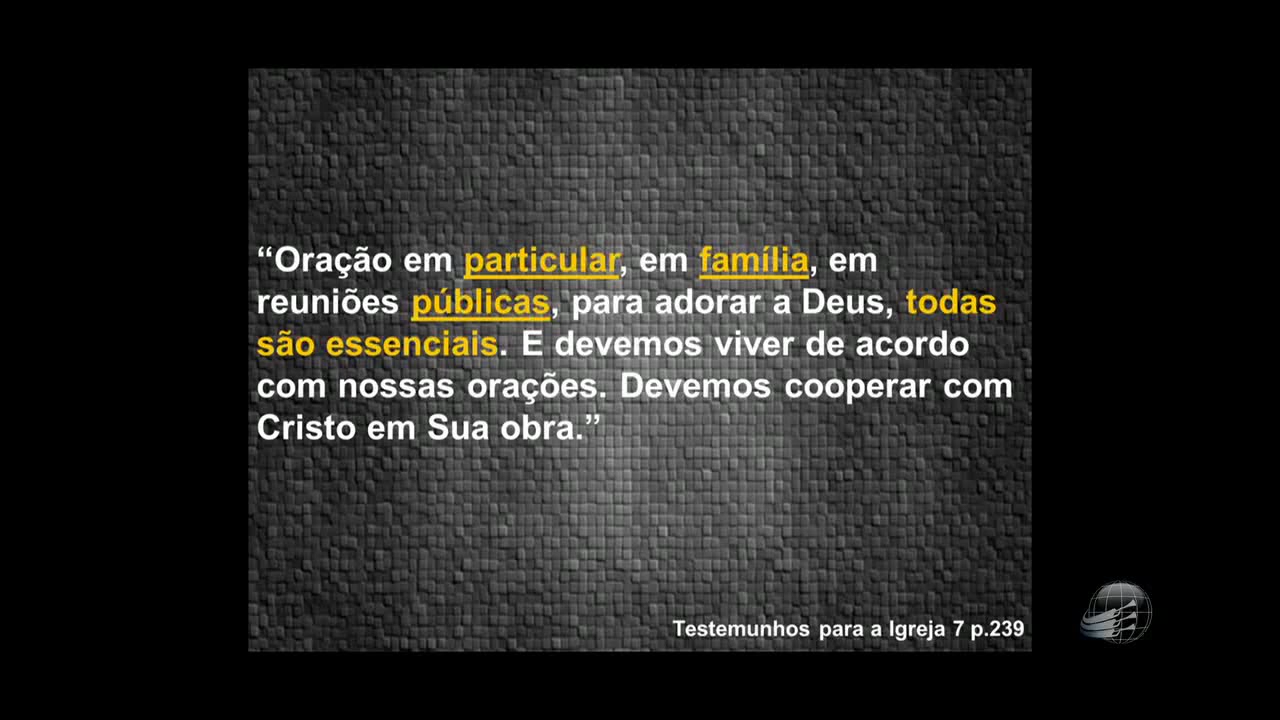 “Oração em particular, em família, em
reuniões públicas, para adorar a Deus, todas
são essenciais. E devemos viver de acordo
com nossas orações. Devemos cooperar com
Cristo em Sua obra.”
Testemunhos para a Igreja 7 p.239